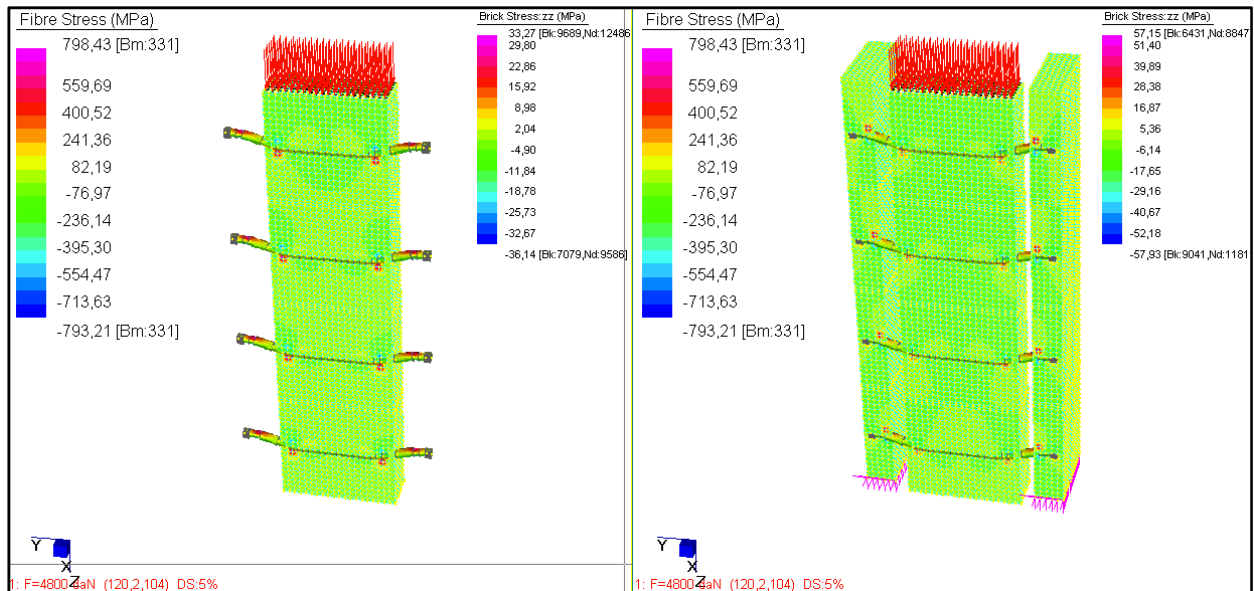 Fibre Stress (MPa)
798,43 [Bm:331]
559,69
400,52
241,36
82,19
-76,97
-236,14
-395,30
-554,47
-713,63
-793,21 [Bm:331]
Brick Stress:zz (MPa)
33,27 [Bk:9689,Nd:12486
29,80
22,86
15,92
8,98
2,04
-4,90
-11,84
-18,78
-25,73
-32,67
-36,14 [Bk:7079,Nd:9586]
Y
X
Z
1: F=4800 daN (120,2,104) DS:5%
Fibre Stress (MPa)
798,43 [Bm:331]
559,69
400,52
241,36
82,19
-76,97
-236,14
-395,30
-554,47
-713,63
-793,21 [Bm:331]
Brick Stress:zz (MPa)
57,15 [Bk:6431,Nd:8847
51,40
39,89
28,38
16,87
5,36
-6,14
-17,65
-29,16
-40,67
-52,18
-57,93 [Bk:9041,Nd:1181
Y
X
Z
1: F=4800 daN (120,2,104) DS:5%